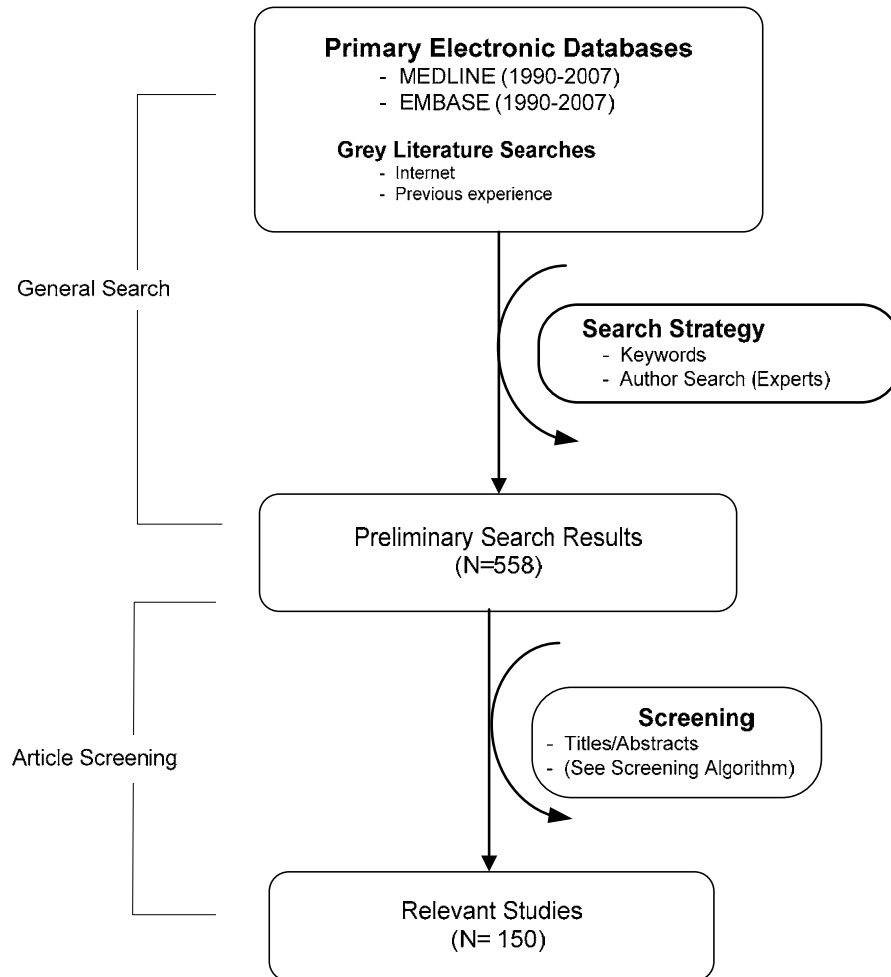 Primary Electronic Databases
- MEDLINE (1990-2007)
- EMBASE (1990-2007)
Grey Literature Searches
- Internet
- Previous experience
General Search
Search Strategy
- Keywords
- Author Search (Experts)
Preliminary Search Results
(N=558)
Article Screening
Screening
- Titles/Abstracts
- (See Screening Algorithm)
Relevant Studies
(N= 150)